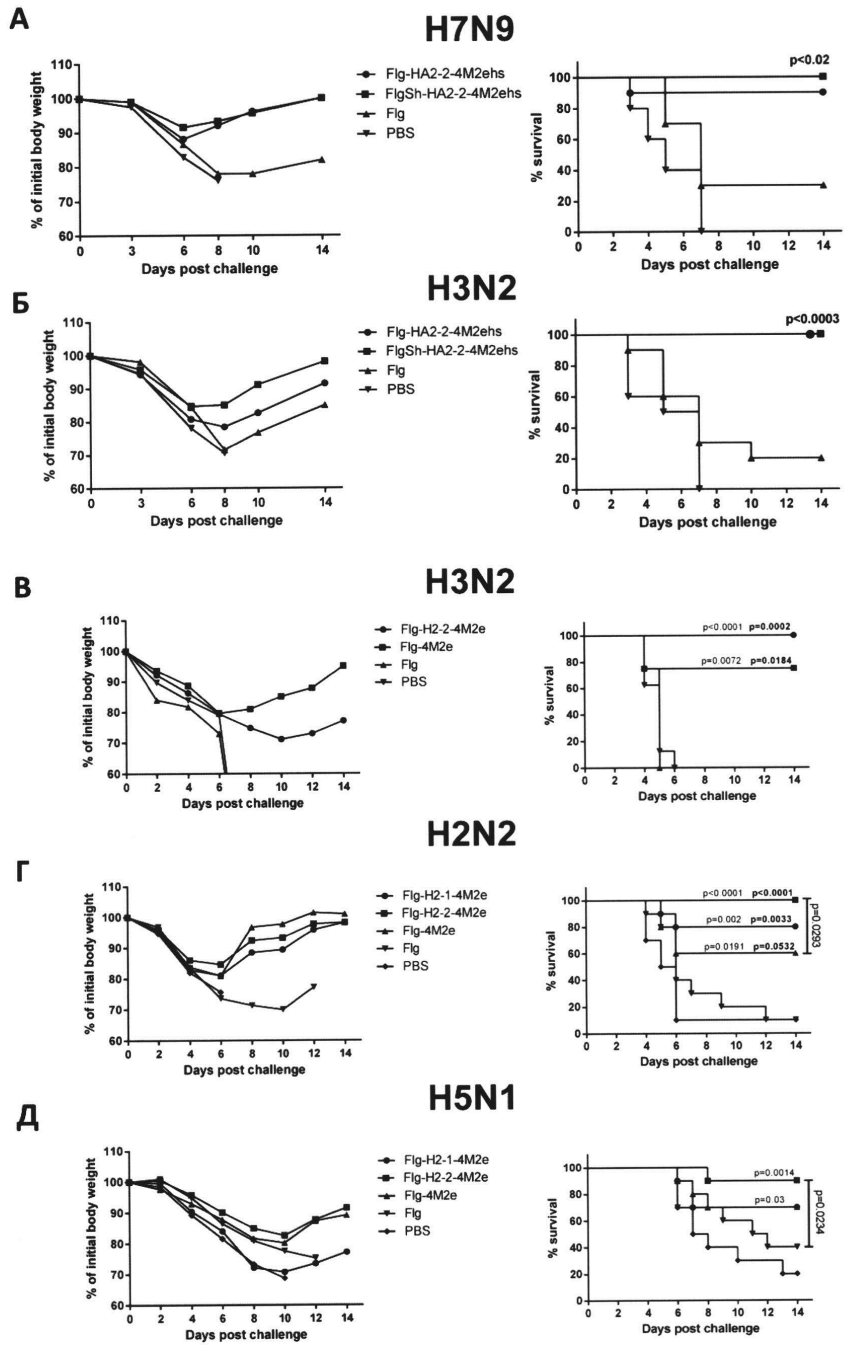 А
H7N9
% of initial body weight
110
100
90
80
70
60
0 3 6 8 10 14
Days post challenge
Flg-HA2-2-4M2ehs
FlgSh-HA2-2-4M2ehs
Flg
PBS
p<0.02
% survival
100
80
60
40
20
0
0 2 4 6 8 10 12 14
Days post challenge
Б
H3N2
% of initial body weight
110
100
90
80
70
60
0 3 6 8 10 14
Days post challenge
Flg-HA2-2-4M2ehs
FlgSh-HA2-2-4M2ehs
Flg
PBS
p<0.0003
% survival
100
80
60
40
20
0
0 2 4 6 8 10 12 14
Days post challenge
В
H3N2
% of initial body weight
110
100
90
80
70
60
0 2 4 6 8 10 12 14
Days post challenge
Flg-H2-2-4M2e
Flg-4M2e
Flg
PBS
% survival
100
80
60
40
20
0
p<0.0001 p=0.0002
p=0.0072 p=0.0184
0 2 4 6 8 10 12 14
Days post challenge
Г
H2N2
% of initial body weight
110
100
90
80
70
60
0 2 4 6 8 10 12 14
Days post challenge
Flg-H2-1-4M2e
Flg-H2-2-4M2e
Flg-4M2e
Flg
PBS
% survival
100
80
60
40
20
0
p<0.0001 p<0.0001
p=0.002 p=0.0033
p=0.0191 p=0.0532
p=0.0293
0 2 4 6 8 10 12 14
Days post challenge
Д
H5N1
% of initial body weight
110
100
90
80
70
60
0 2 4 6 8 10 12 14
Days post challenge
Flg-H2-1-4M2e
Flg-H2-2-4M2e
Flg-4M2e
Flg
PBS
% survival
100
80
60
40
20
0
p=0.0014
p=0.03
p=0.0234
0 2 4 6 8 10 12 14
Days post challenge